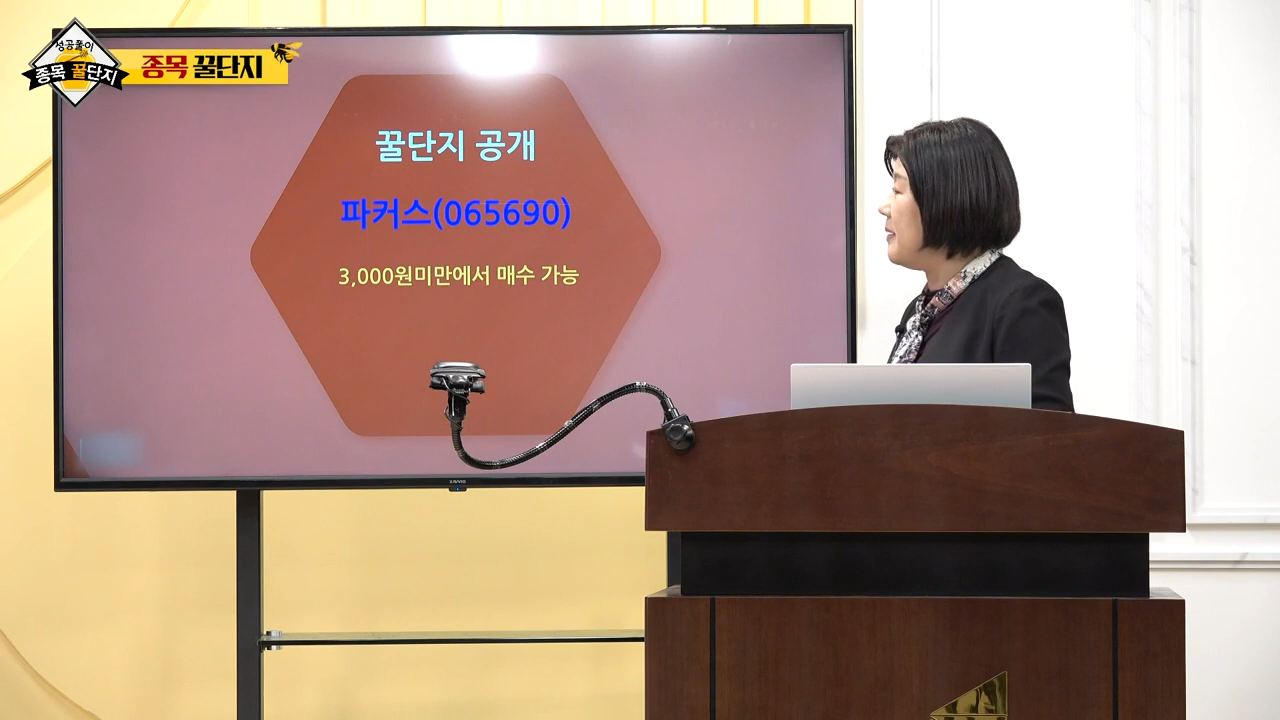 성공풀이
종목 꿀단지
종목 꿀단지
꿀단지 공개
파커스(065690)
3,000원미만에서 매수 가능